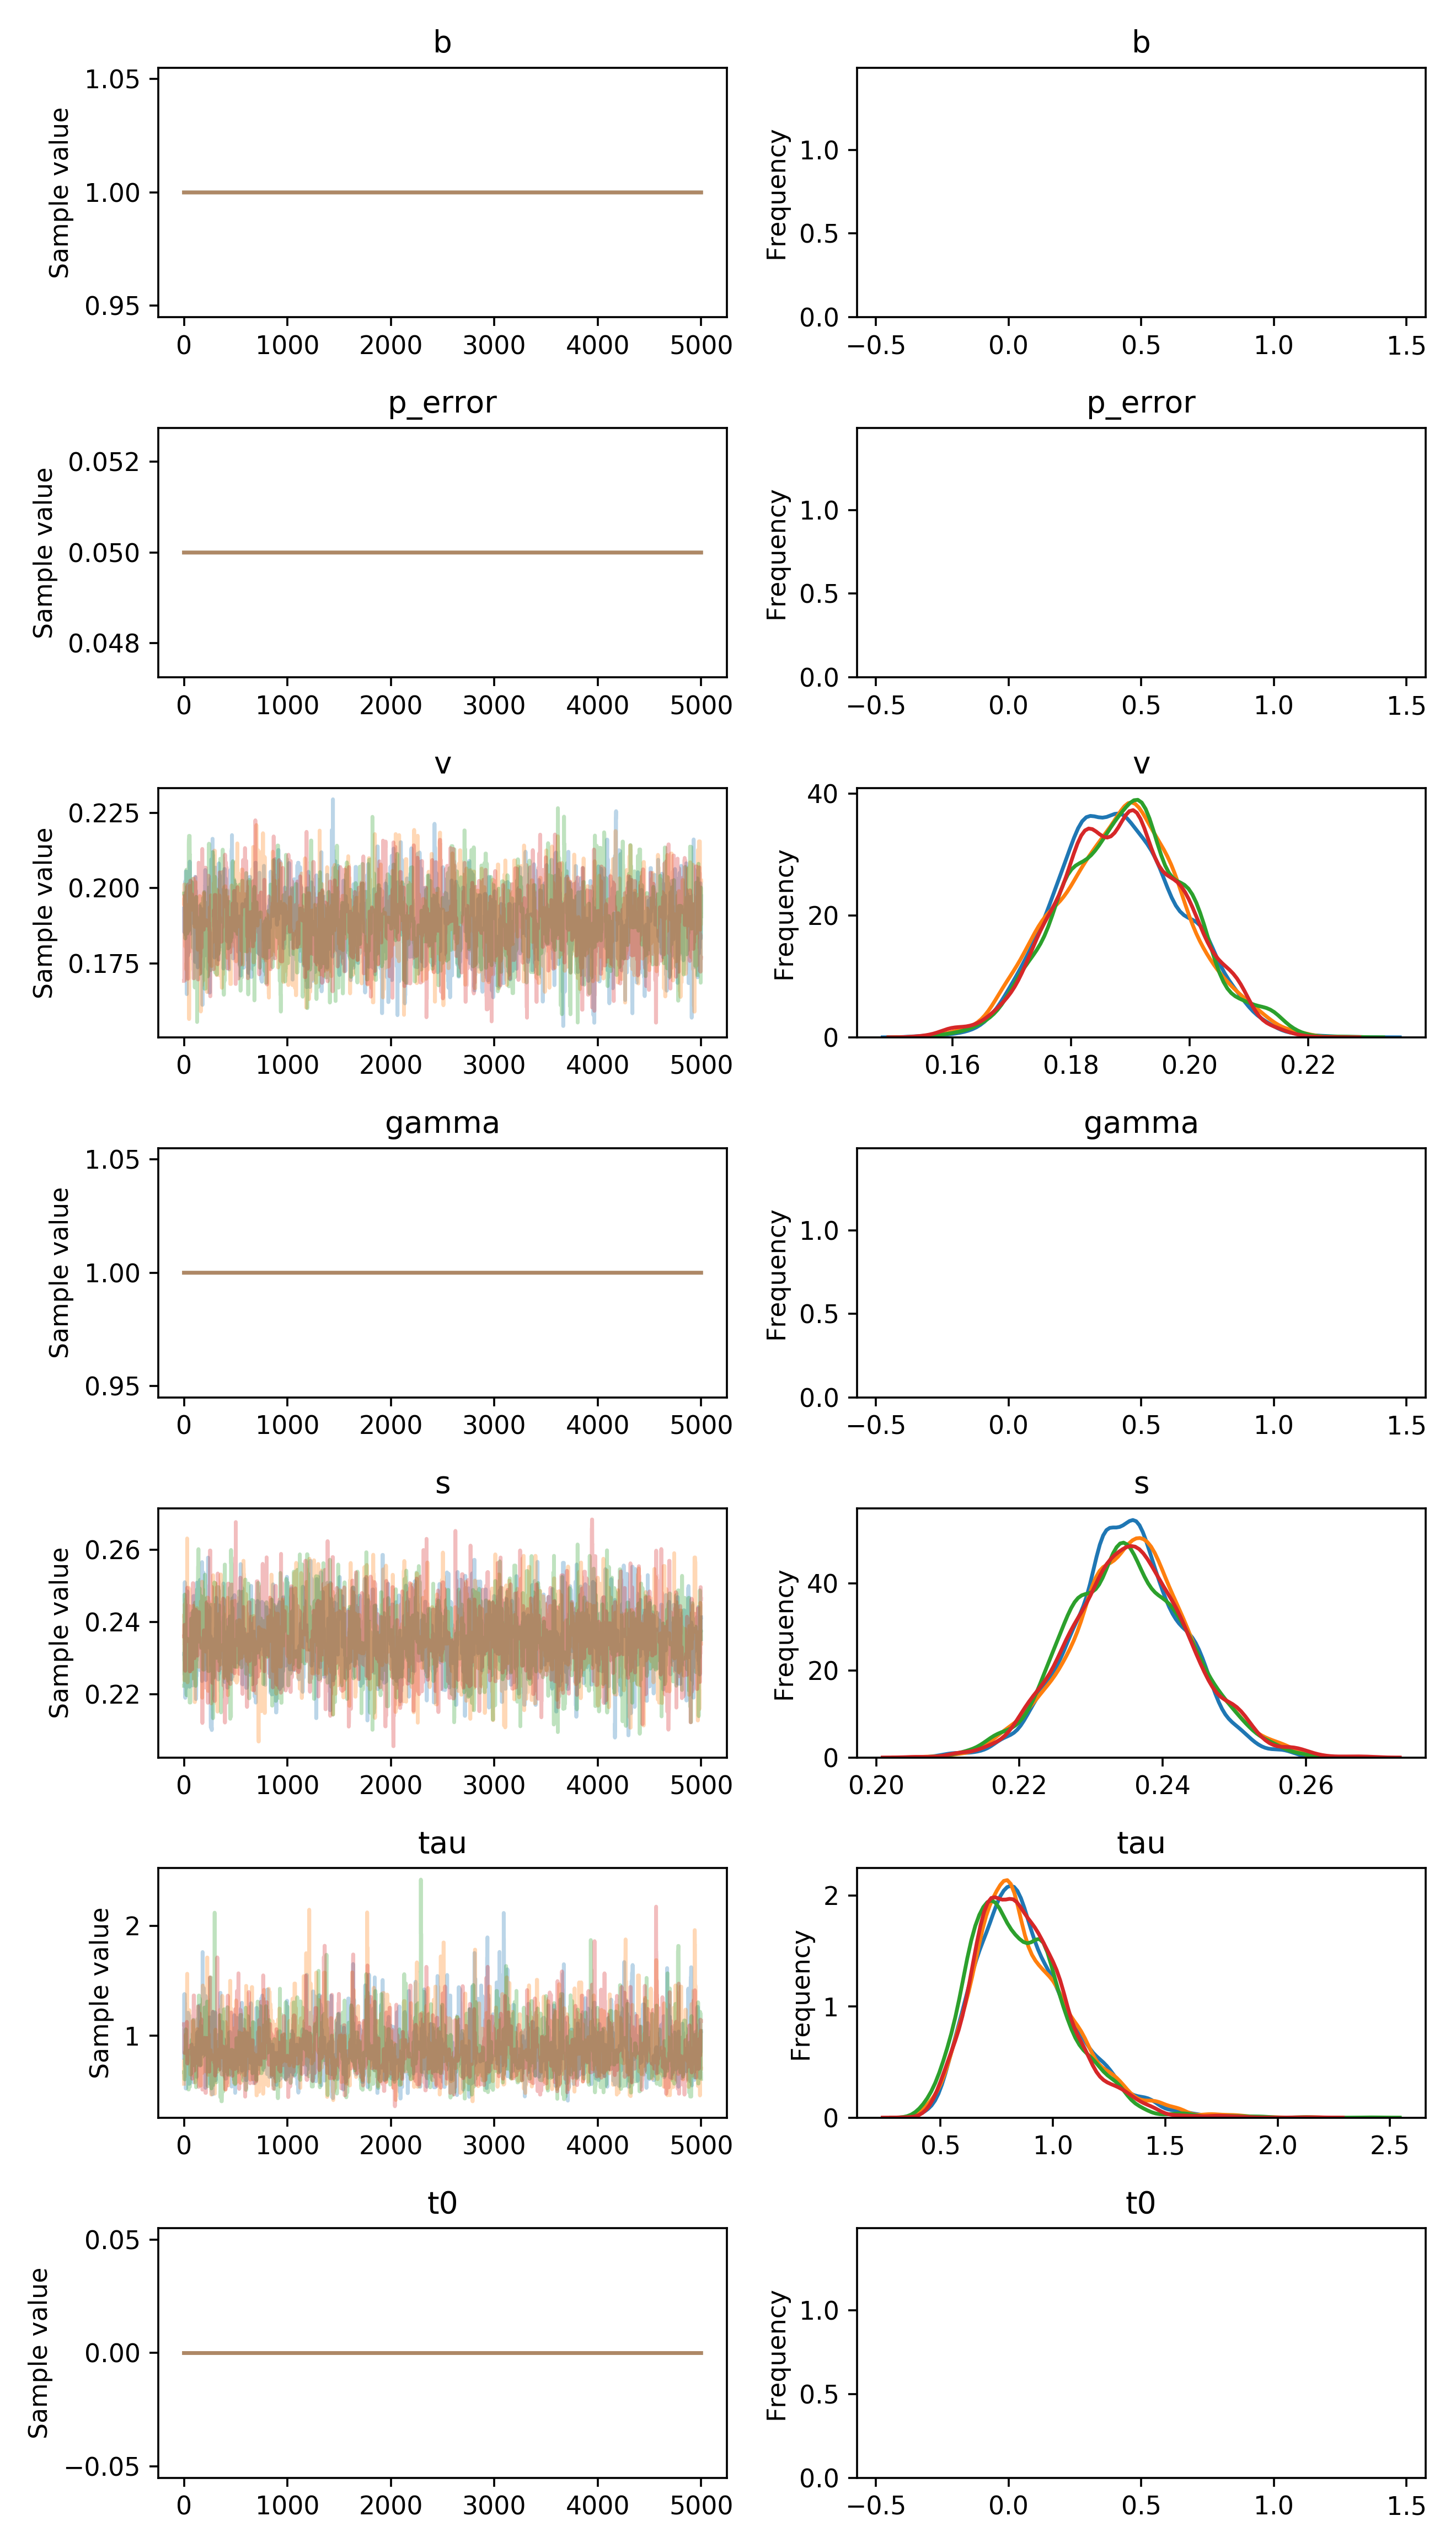 b b
1.05
1.00
0.95
Sample value
0 1000 2000 3000 4000 5000
1.0
0.5
0.0
Frequency
−0.5 0.0 0.5 1.0 1.5
p_error p_error
0.052
0.050
0.048
Sample value
0 1000 2000 3000 4000 5000
1.0
0.5
0.0
Frequency
−0.5 0.0 0.5 1.0 1.5
v v
0.225
0.200
0.175
Sample value
0 1000 2000 3000 4000 5000
40
20
0
Frequency
0.16 0.18 0.20 0.22
gamma gamma
1.05
1.00
0.95
Sample value
0 1000 2000 3000 4000 5000
1.0
0.5
0.0
Frequency
−0.5 0.0 0.5 1.0 1.5
s s
0.26
0.24
0.22
Sample value
0 1000 2000 3000 4000 5000
40
20
0
Frequency
0.20 0.22 0.24 0.26
tau tau
2
1
Sample value
0 1000 2000 3000 4000 5000
2
1
0
Frequency
0.5 1.0 1.5 2.0 2.5
t0 t0
0.05
0.00
−0.05
Sample value
0 1000 2000 3000 4000 5000
1.0
0.5
0.0
Frequency
−0.5 0.0 0.5 1.0 1.5